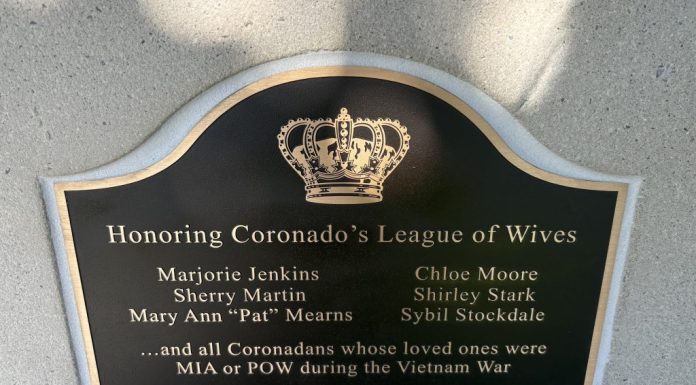 Honoring Coronado’s League of Wives
Marjorie Jenkins
Chloe Moore
Sherry Martin
Shirley Stark
Mary Ann “Pat” Mearns
Sybil Stockdale
...and all Coronadans whose loved ones were
MIA or POW during the Vietnam War